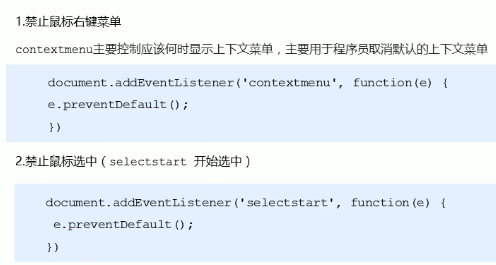 1.禁止鼠标右键菜单
contextmenu主要控制应该何时显示上下文菜单，主要用于程序员取消默认的上下文菜单
document.addEventListener('contextmenu', function(e) {
e.preventDefault();
})
2.禁止鼠标选中（selectstart 开始选中）
document.addEventListener('selectstart', function(e) {
e.preventDefault();
})